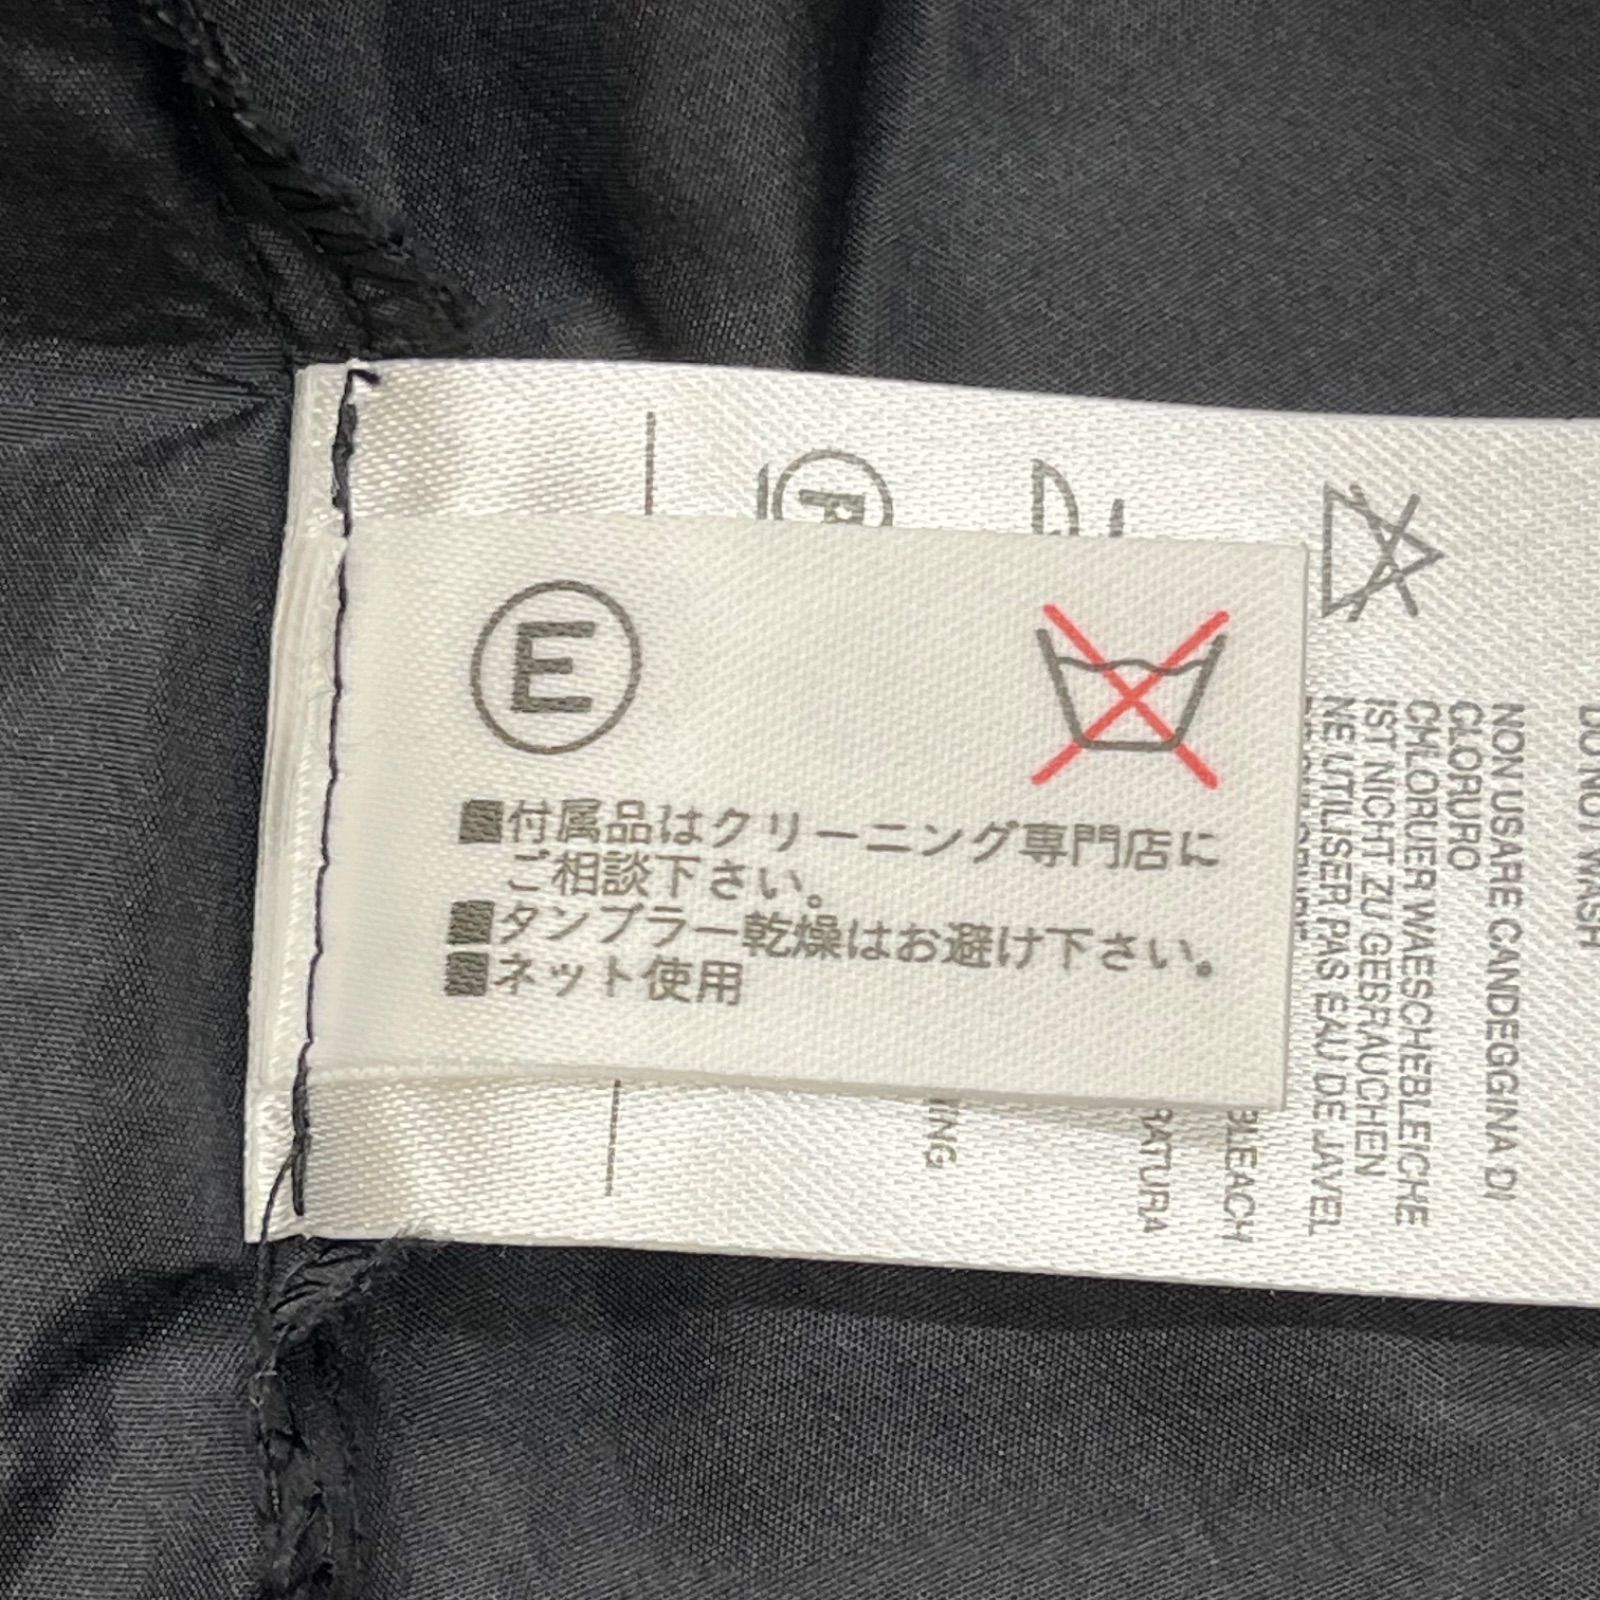 E
■付属品はクリーニング専門店に
ご相談下さい。
■タンブラー乾燥はお避け下さい。
■ネット使用
P
DO NOT WASH
NON USARE CANDEGGINA DI
CLORURO
CHLORUER WAESCHEBLEICHE
IST NICHT ZU GEBRAUCHEN
NE UTILISER PAS EAU DE JAVEL
BLEACH